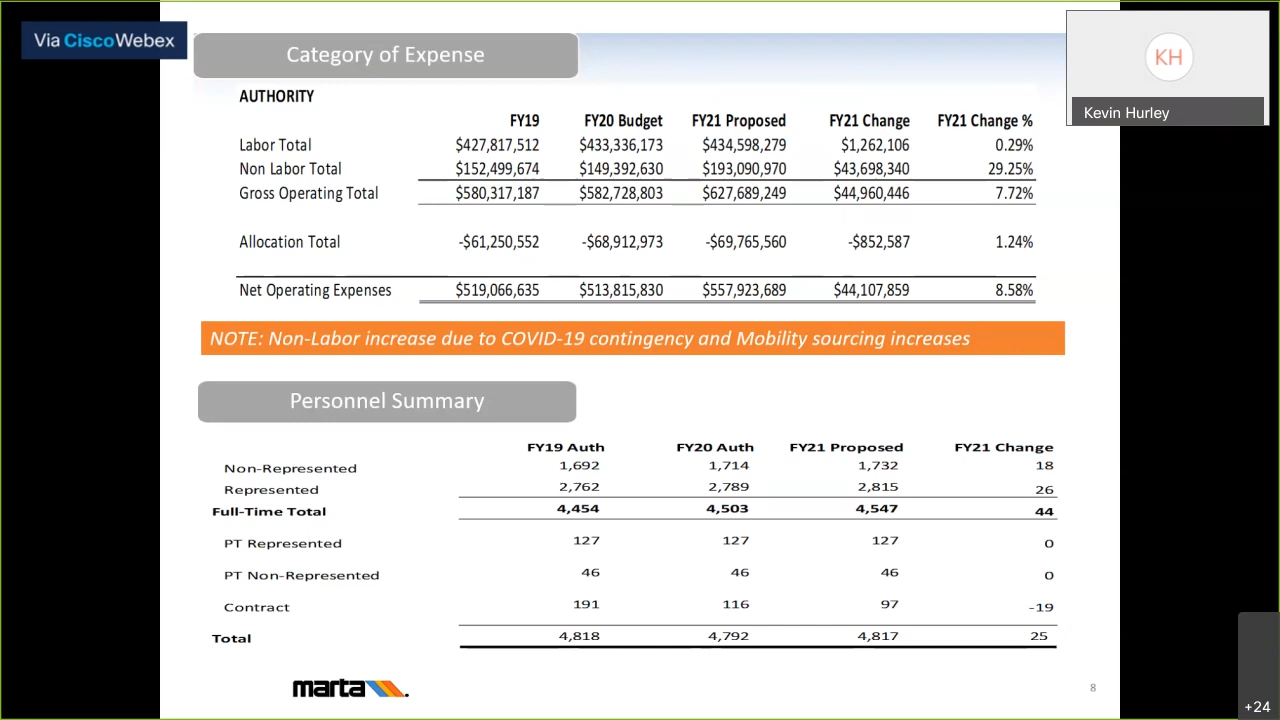 Via CiscoWebex
Category of Expense
KH
Kevin Hurley
AUTHORITY
FY19 FY20 Budget FY21 Proposed FY21 Change FY21 Change %
Labor Total $427,817,512 $433,336,173 $434,598,279 $1,262,106 0.29%
Non Labor Total $152,499,674 $149,392,630 $193,090,970 $43,698,340 29.25%
Gross Operating Total $580,317,187 $582,728,803 $627,689,249 $44,960,446 7.72%
Allocation Total -$61,250,552 -$68,912,973 -$69,765,560 -$852,587 1.24%
Net Operating Expenses $519,066,635 $513,815,830 $557,923,689 $44,107,859 8.58%
NOTE: Non-Labor increase due to COVID-19 contingency and Mobility sourcing increases
Personnel Summary
FY19 Auth FY20 Auth FY21 Proposed FY21 Change
Non-Represented 1,692 1,714 1,732 18
Represented 2,762 2,789 2,815 26
Full-Time Total 4,454 4,503 4,547 44
PT Represented 127 127 127 0
PT Non-Represented 46 46 46 0
Contract 191 116 97 -19
Total 4,818 4,792 4,817 25
marta
8
+24